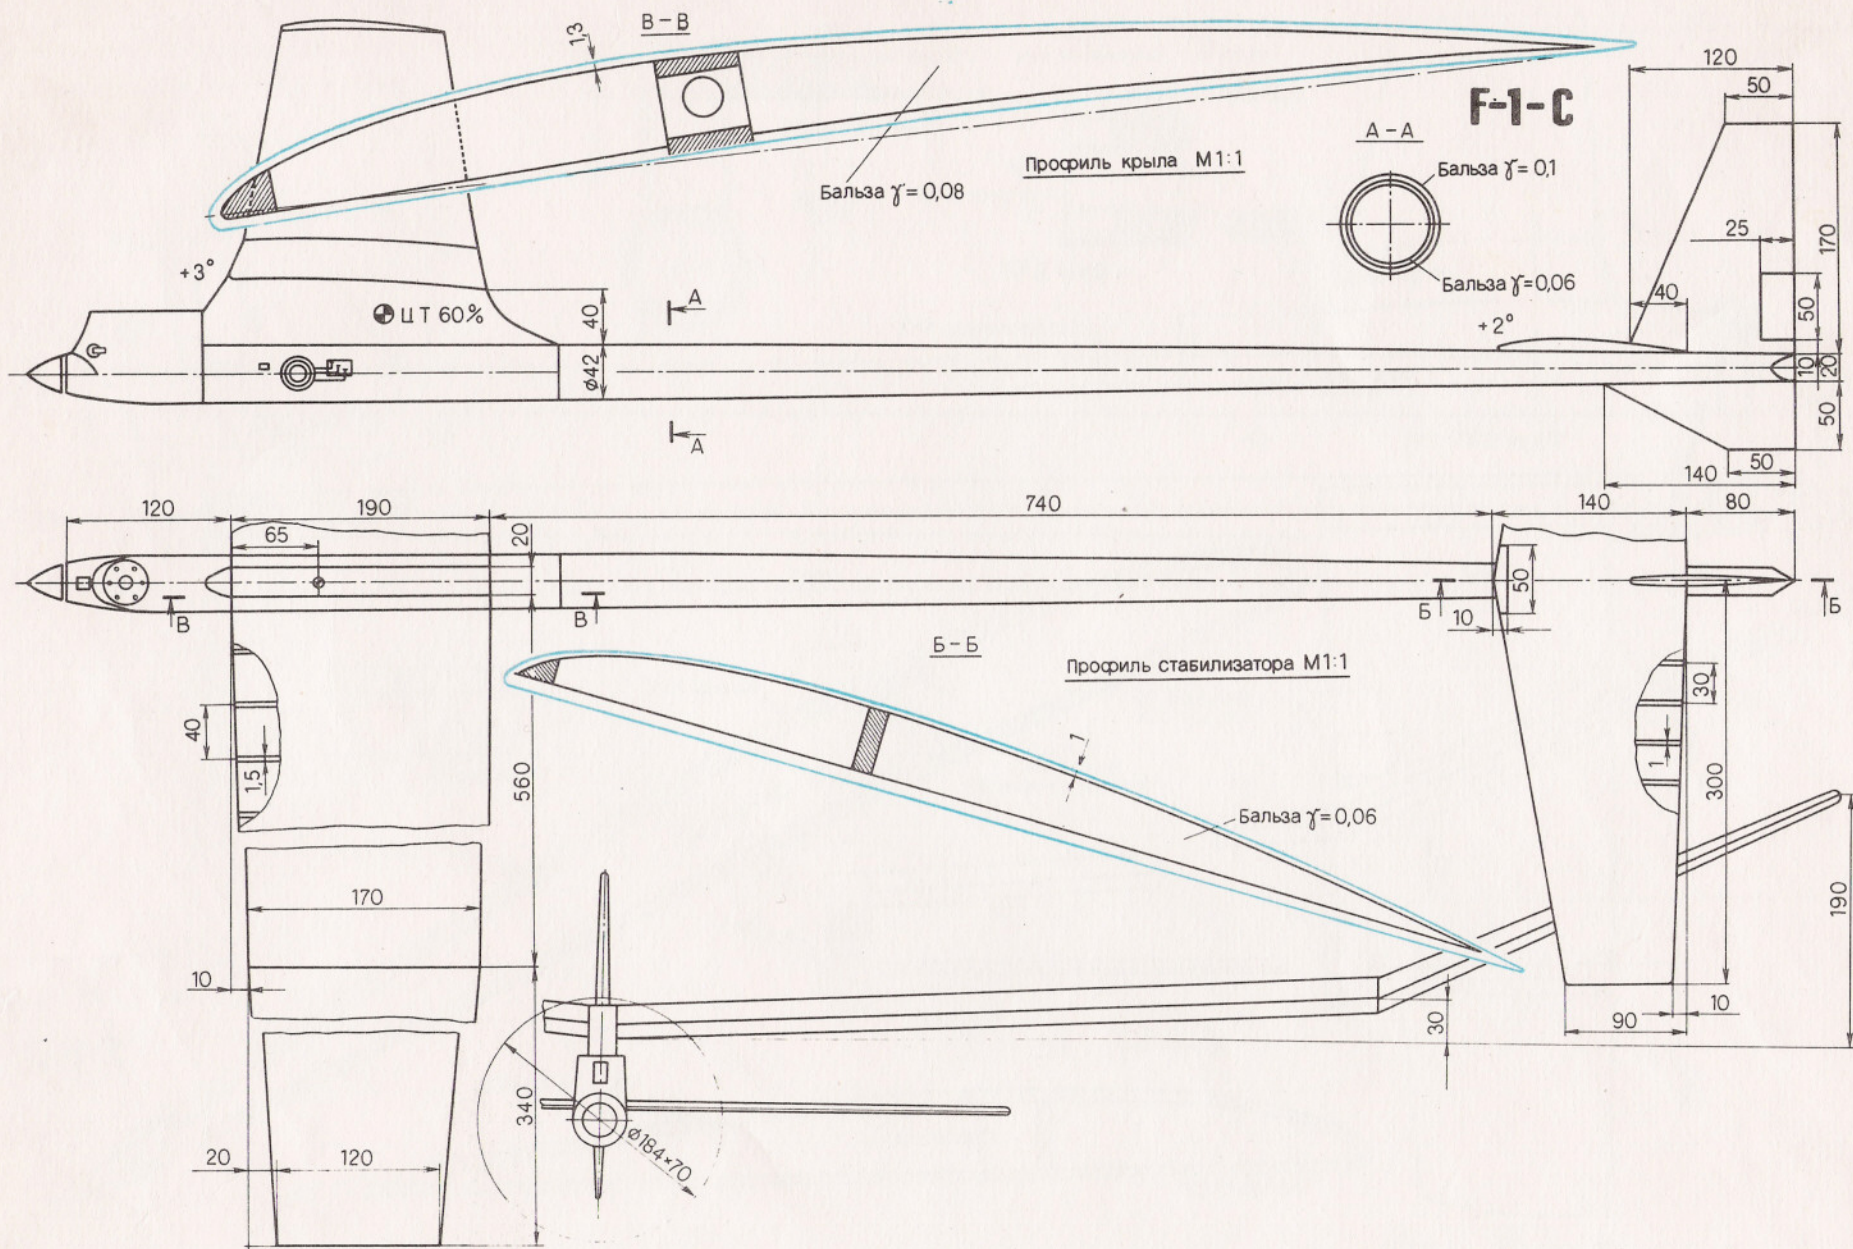 В-В
1,3
120
50
F-1-C
А-А
Профиль крыла М1:1
Бальза γ=0,1
Бальза γ=0,08
25
170
+3°
Бальза γ=0,06
ЦТ 60%
40
А
+2°
40
50
ø42
10
20
50
А
50
140
120
190
740
140
80
65
20
50
В
В
Б
Б
10
Б-Б
Профиль стабилизатора М1:1
30
40
1,5
560
1
1
300
Бальза γ=0,06
170
190
10
30
10
90
340
ø184×70
20
120